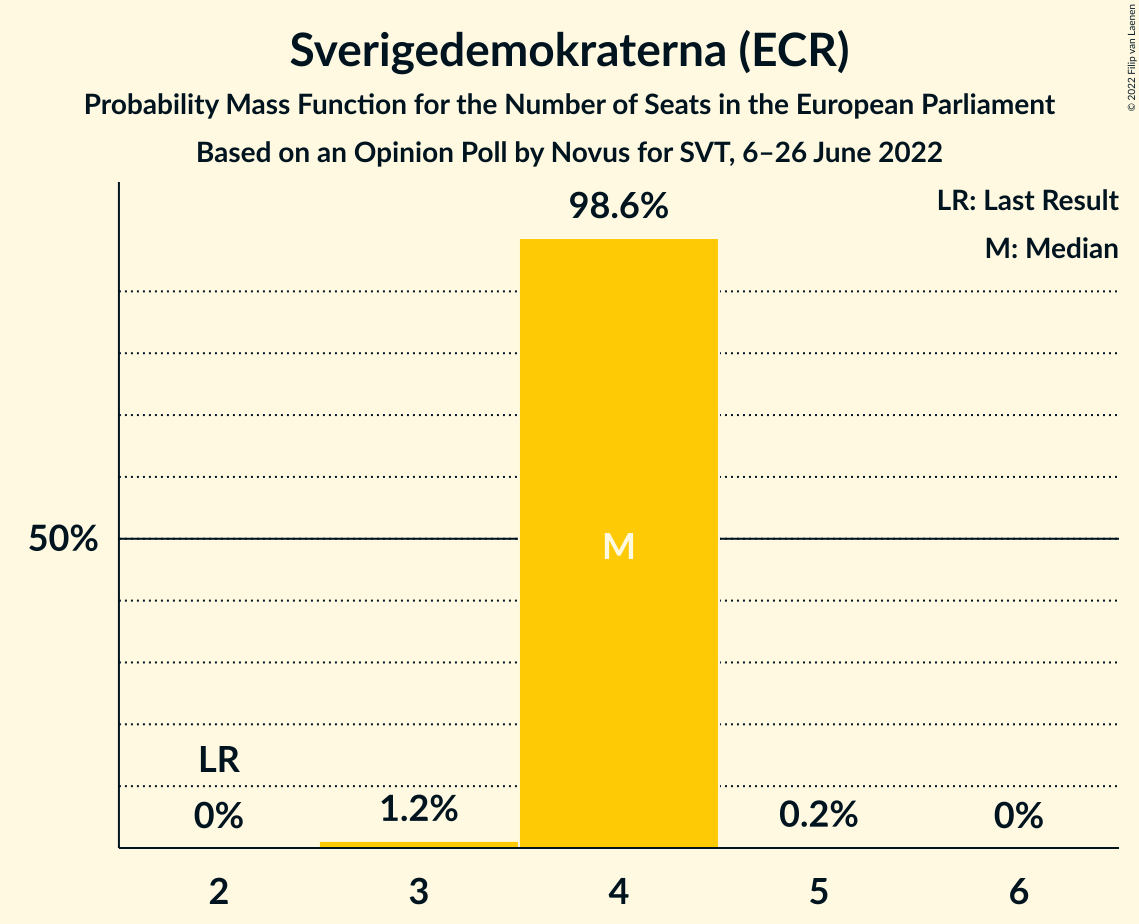 Sverigedemokraterna (ECR)
Probability Mass Function for the Number of Seats in the European Parliament
Based on an Opinion Poll by Novus for SVT, 6–26 June 2022
© 2022 Filip van Laenen
98.6%
LR: Last Result
M: Median
50%
M
LR
0%
1.2%
0.2%
0%
2
3
4
5
6